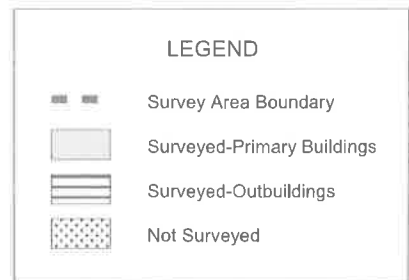 LEGEND
Survey Area Boundary
Surveyed-Primary Buildings
Surveyed-Outbuildings
Not Surveyed